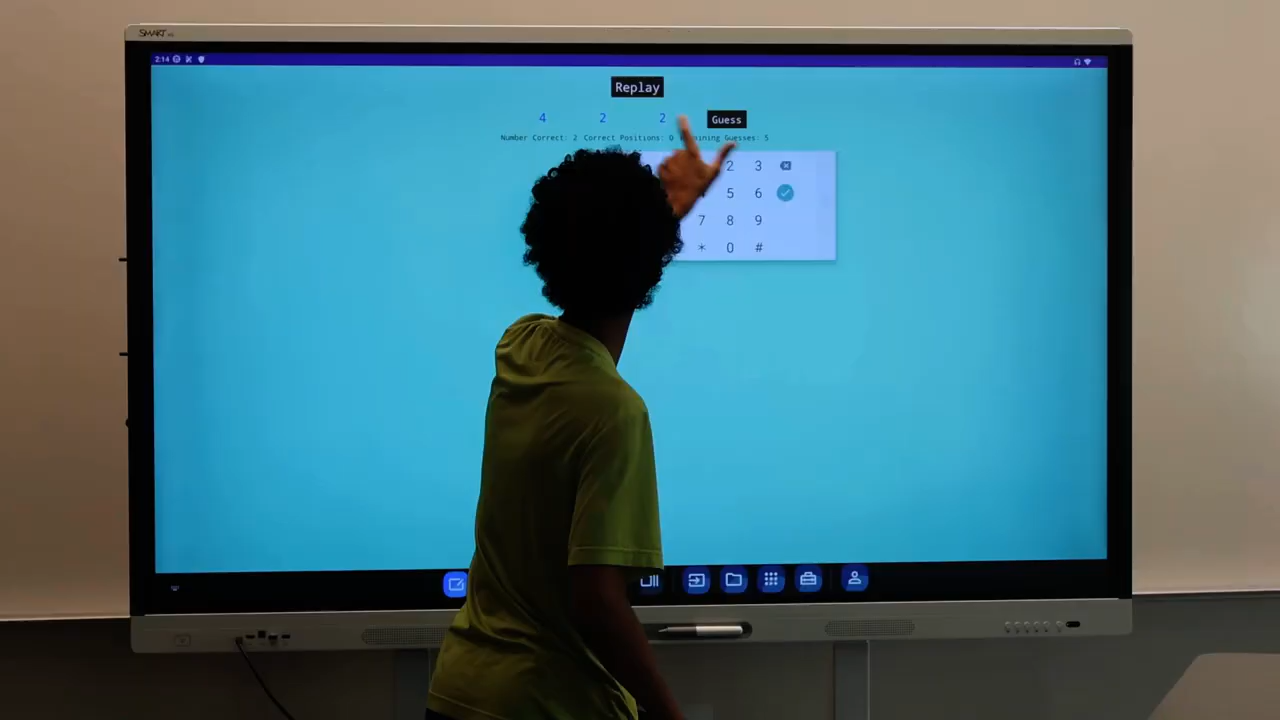 SMART
2:14
Replay
4 2 2 Guess
Number Correct: 2 Correct Positions: 0 Guesses: 5
2 3
5 6
7 8 9
* 0 #